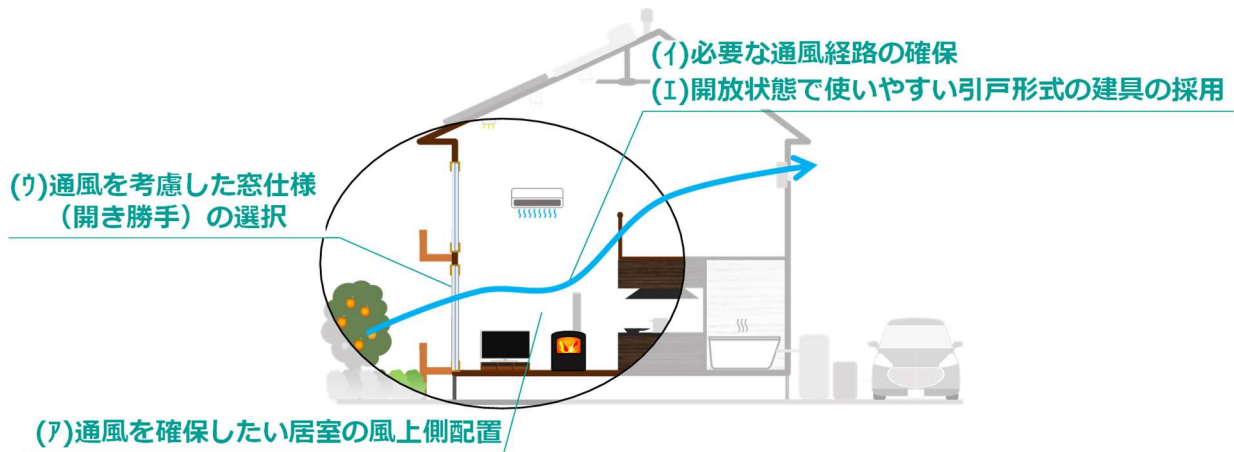 (ｲ)必要な通風経路の確保
(ｴ)開放状態で使いやすい引戸形式の建具の採用
(ｳ)通風を考慮した窓仕様
（開き勝手）の選択
(ｱ)通風を確保したい居室の風上側配置